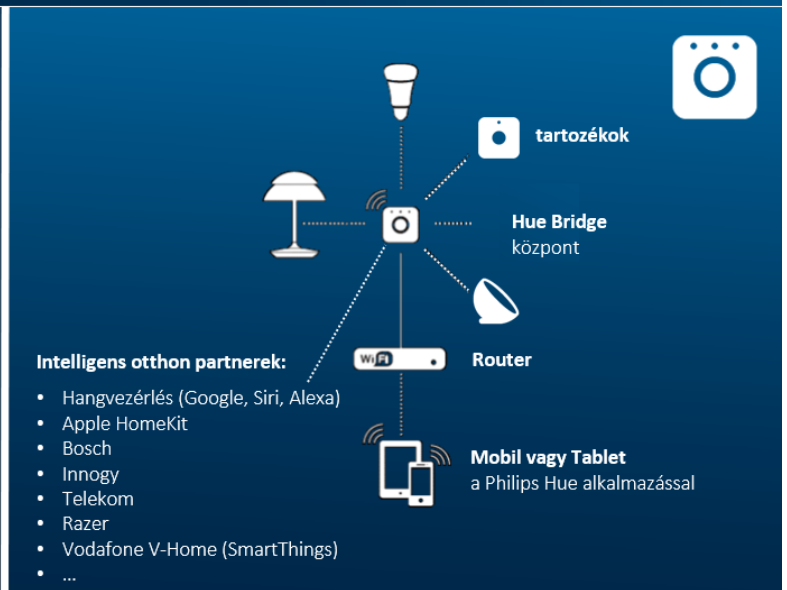 tartozékok
Hue Bridge
központ
WiFi
Router
Intelligens otthon partnerek:
• Hangvezérlés (Google, Siri, Alexa)
• Apple HomeKit
• Bosch
• Innogy
• Telekom
• Razer
• Vodafone V-Home (SmartThings)
• ...
Mobil vagy Tablet
a Philips Hue alkalmazással